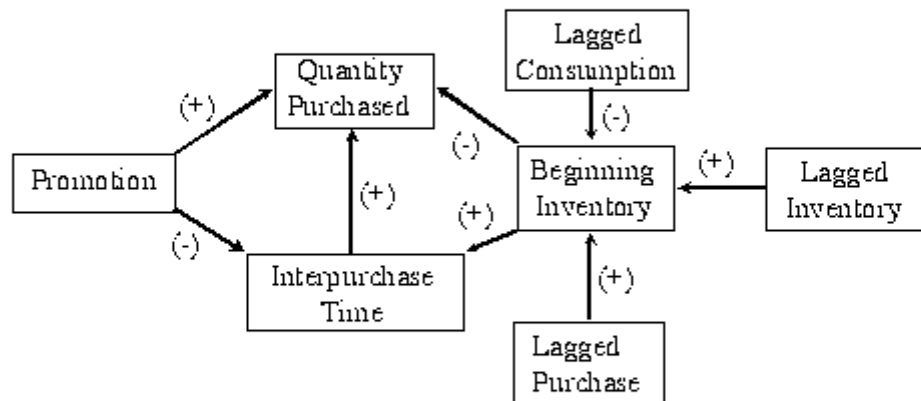 Lagged
Consumption
Quantity
Purchased
(+)
(-)
(-)
Promotion
Beginning
Inventory
(+)
Lagged
Inventory
(+)
(+)
(-)
Interpurchase
Time
(+)
Lagged
Purchase